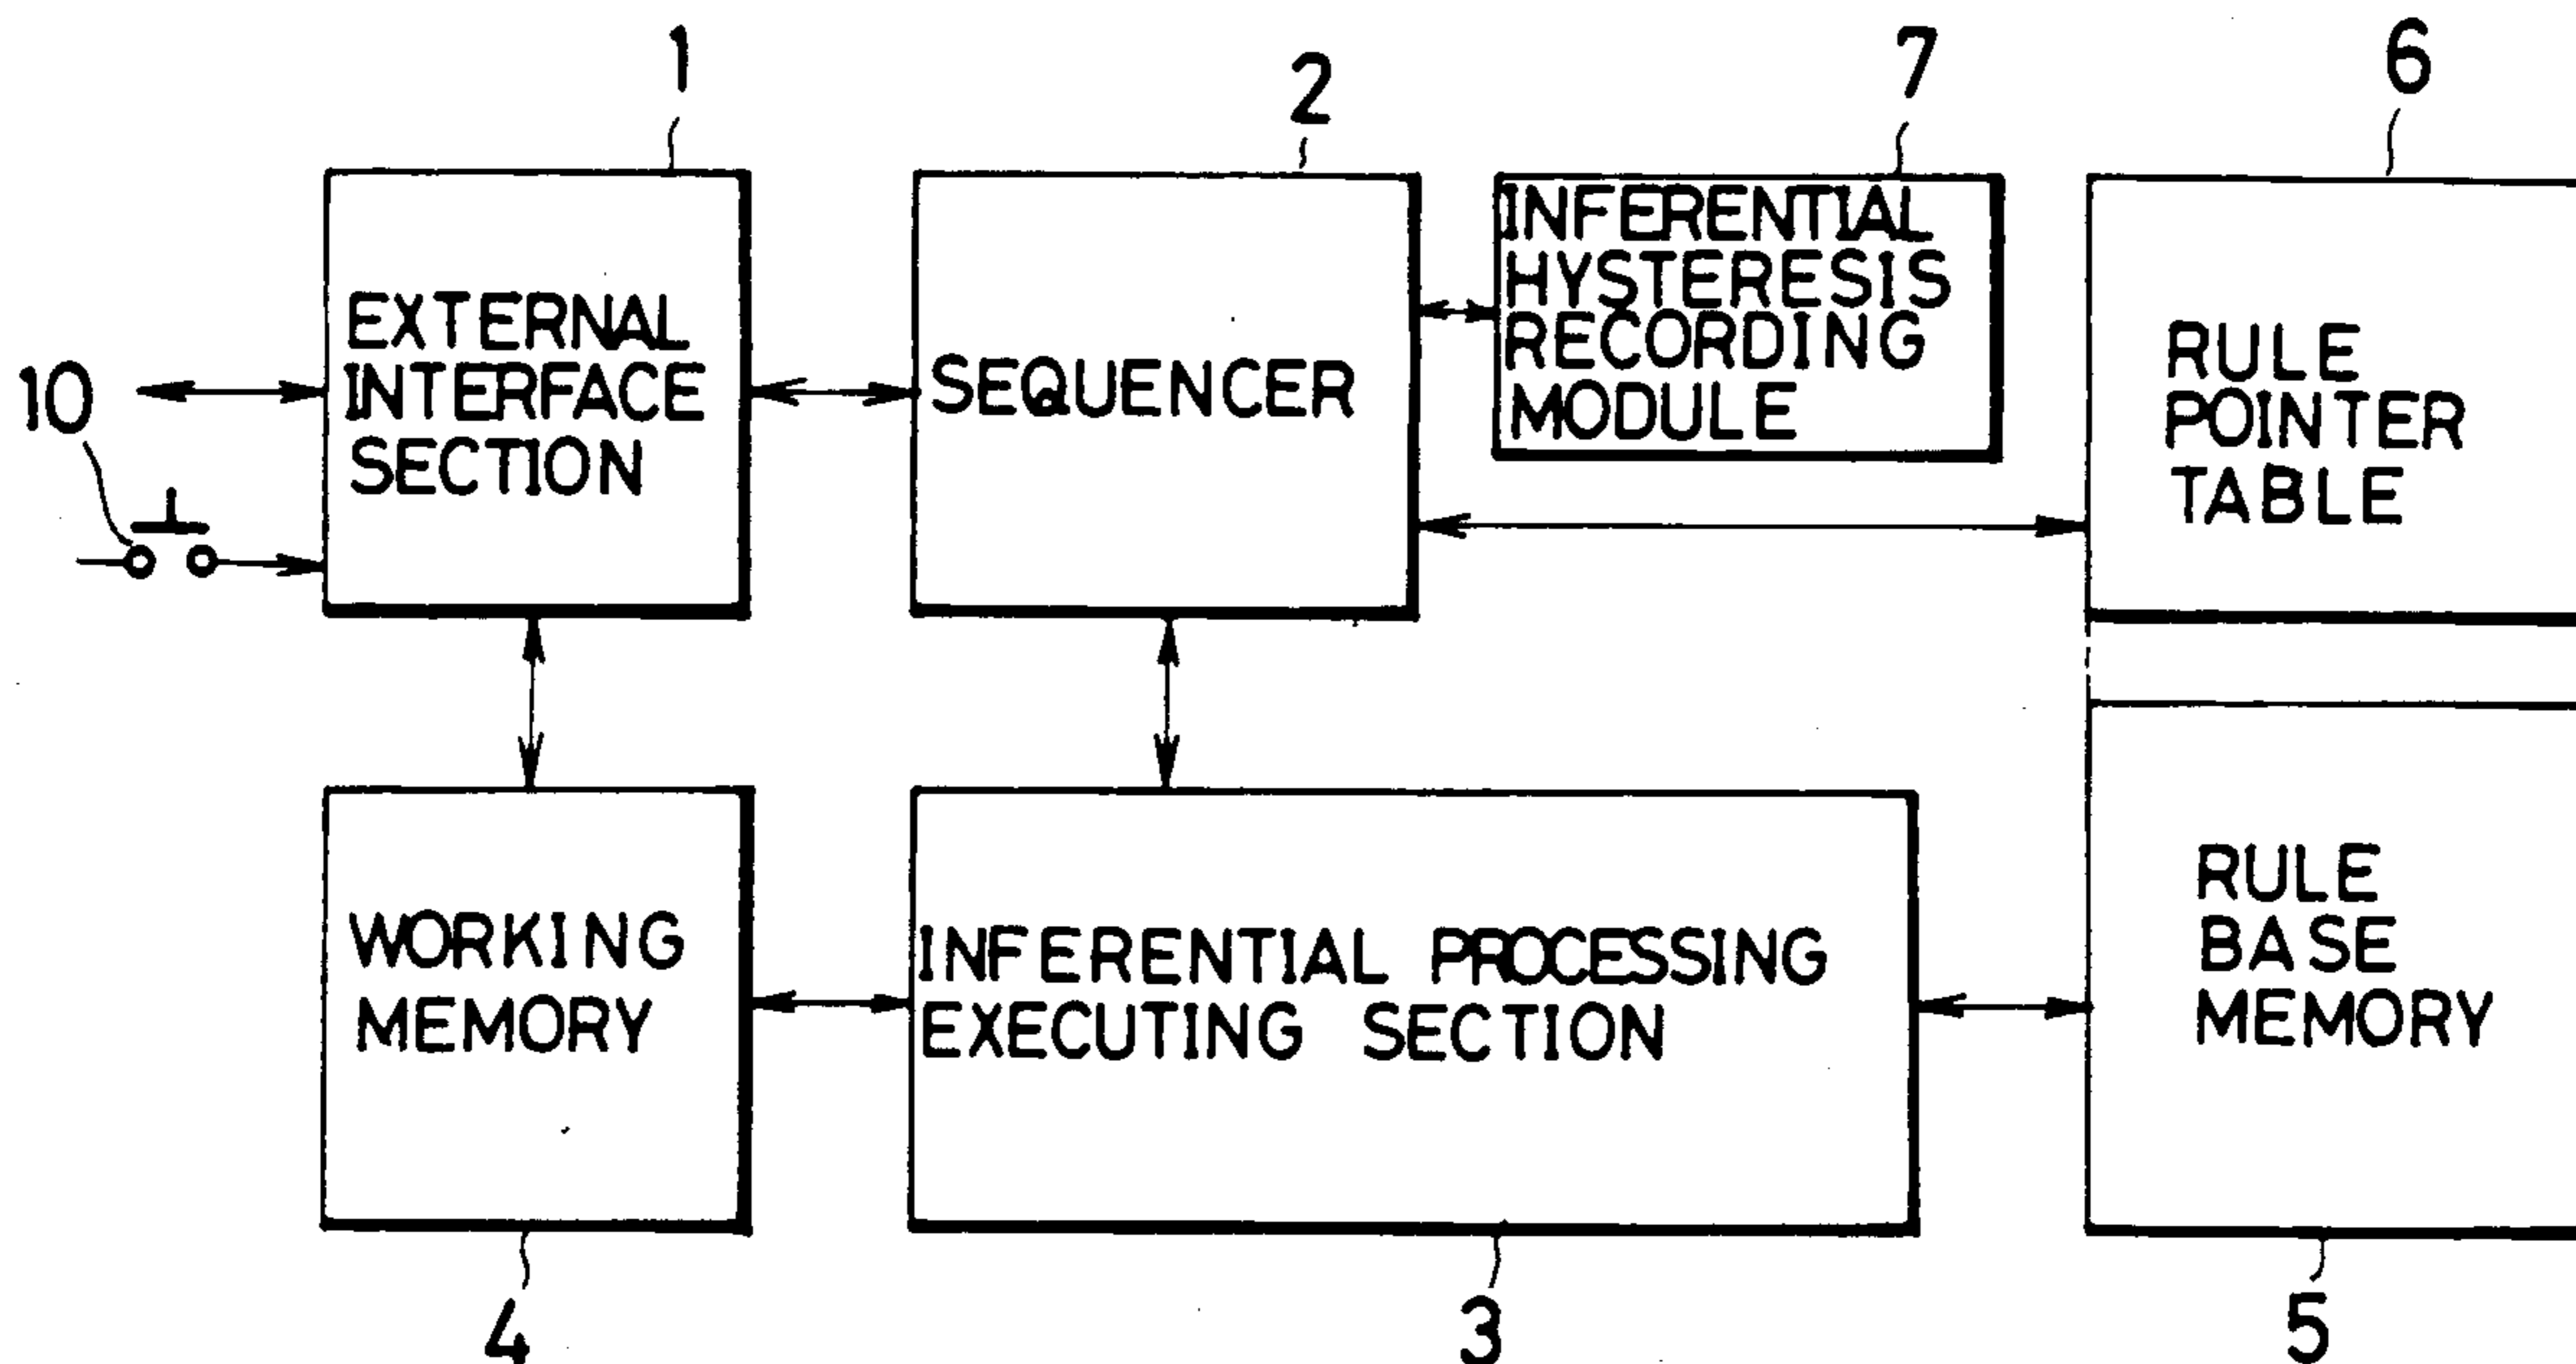 1
2
7
6
10
EXTERNAL
INTERFACE
SECTION
SEQUENCER
INFERENTIAL
HYSTERESIS
RECORDING
MODULE
RULE
POINTER
TABLE
WORKING
MEMORY
INFERENTIAL PROCESSING
EXECUTING SECTION
RULE
BASE
MEMORY
4
3
5